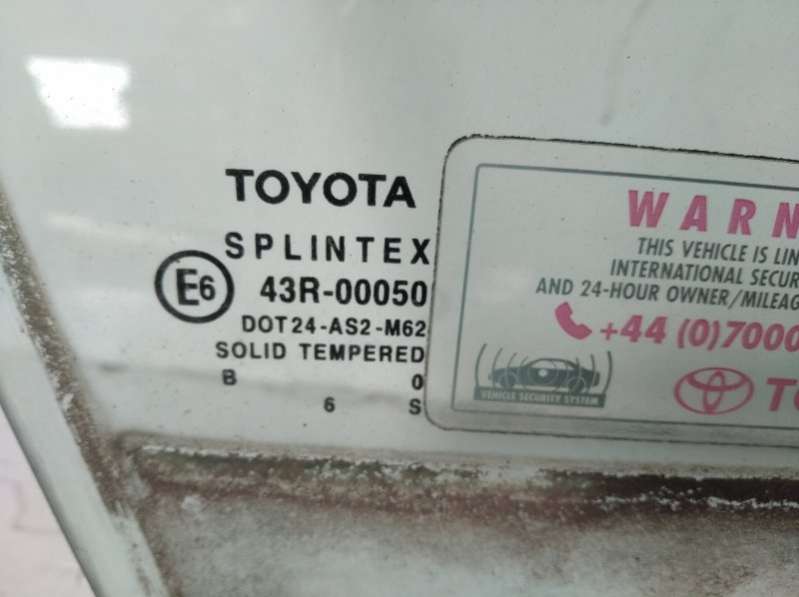 TOYOTA
SPLINTEX
E6 43R-00050
DOT24-AS2-M62
SOLID TEMPERED
B 0
6 S
WARN
THIS VEHICLE IS LIN
INTERNATIONAL SECUR
AND 24-HOUR OWNER/MILEAG
+44 (0)7000
VEHICLE SECURITY SYSTEM
TO